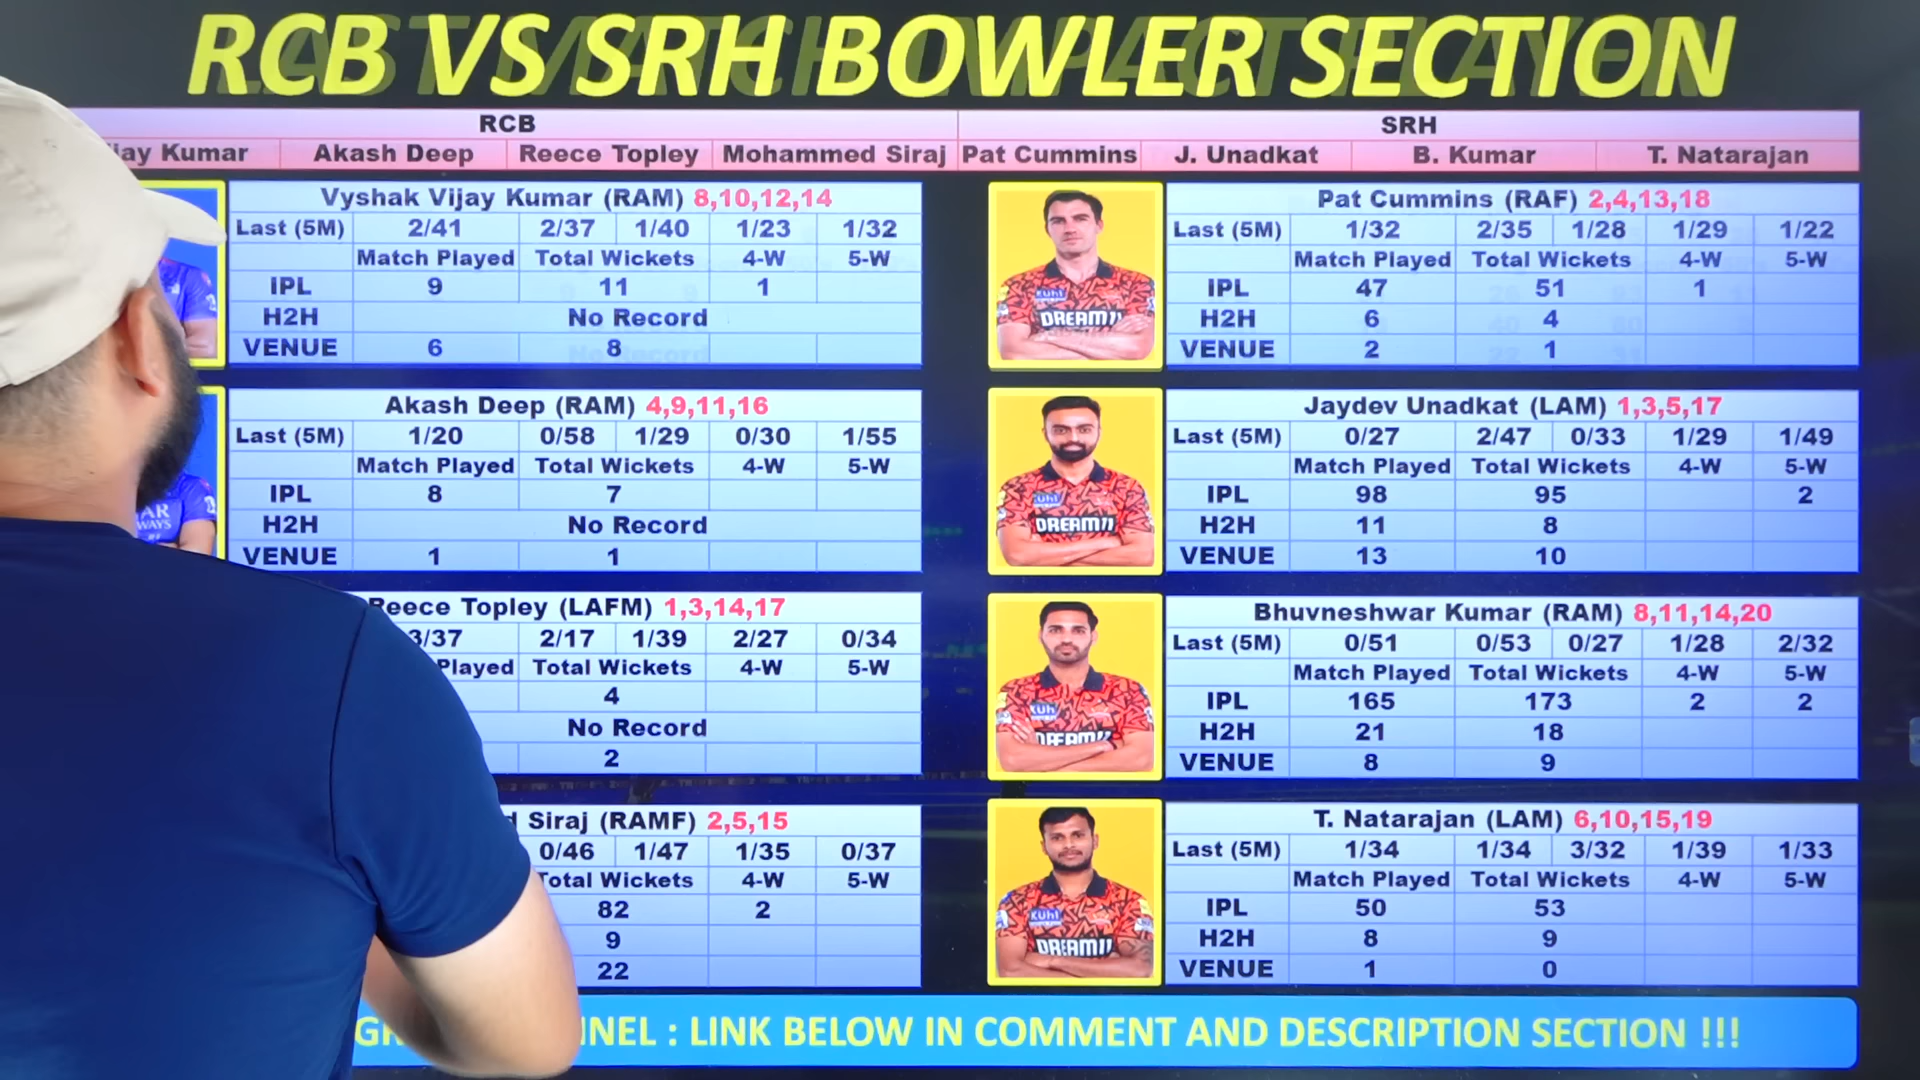 RCB VS SRH BOWLER SECTION
RCB SRH
Kumar Akash Deep Reece Topley Mohammed Siraj Pat Cummins J. Unadkat B. Kumar T. Natarajan
Vyshak Vijay Kumar (RAM) 8,10,12,14
Last (5M) 2/41 2/37 1/40 1/23 1/32
Match Played Total Wickets 4-W 5-W
IPL 9 11 1
H2H No Record
VENUE 6 8
Akash Deep (RAM) 4,9,11,16
Last (5M) 1/20 0/58 1/29 0/30 1/55
Match Played Total Wickets 4-W 5-W
IPL 8 7
H2H No Record
VENUE 1 1
Reece Topley (LAFM) 1,3,14,17
3/37 2/17 1/39 2/27 0/34
Played Total Wickets 4-W 5-W
4
No Record
2
Siraj (RAMF) 2,5,15
0/46 1/47 1/35 0/37
Total Wickets 4-W 5-W
82 2
9
22
Pat Cummins (RAF) 2,4,13,18
Last (5M) 1/32 2/35 1/28 1/29 1/22
Match Played Total Wickets 4-W 5-W
IPL 47 51 1
H2H 6 4
VENUE 2 1
Jaydev Unadkat (LAM) 1,3,5,17
Last (5M) 0/27 2/47 0/33 1/29 1/49
Match Played Total Wickets 4-W 5-W
IPL 98 95 2
H2H 11 8
VENUE 13 10
Bhuvneshwar Kumar (RAM) 8,11,14,20
Last (5M) 0/51 0/53 0/27 1/28 2/32
Match Played Total Wickets 4-W 5-W
IPL 165 173 2 2
H2H 21 18
VENUE 8 9
T. Natarajan (LAM) 6,10,15,19
Last (5M) 1/34 1/34 3/32 1/39 1/33
Match Played Total Wickets 4-W 5-W
IPL 50 53
H2H 8 9
VENUE 1 0
kuhl
DREAM11
kuhl
DREAM11
kuhl
DREAM11
kuhl
DREAM11
: LINK BELOW IN COMMENT AND DESCRIPTION SECTION !!!